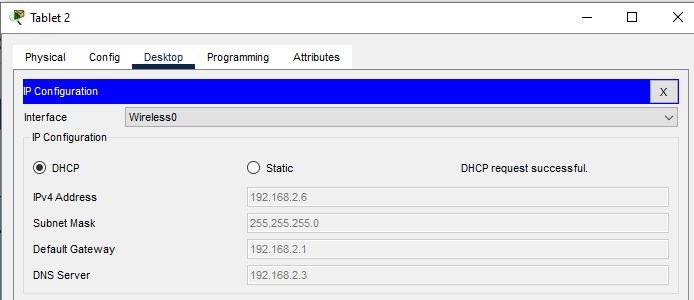 Tablet 2
Physical Config Desktop Programming Attributes
IP Configuration X
Interface Wireless0
IP Configuration
DHCP Static DHCP request successful.
IPv4 Address 192.168.2.6
Subnet Mask 255.255.255.0
Default Gateway 192.168.2.1
DNS Server 192.168.2.3